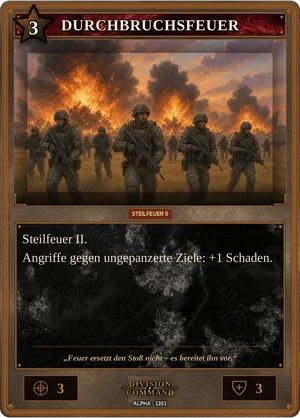 3
DURCHBRUCHSFEUER
STEILFEUER II
Steilfeuer II.
Angriffe gegen ungepanzerte Ziele: +1 Schaden.
„Feuer ersetzt den Stoß nicht – es bereitet ihn vor.“
3
DIVISION
COMMAND
ALPHA - 1351
3